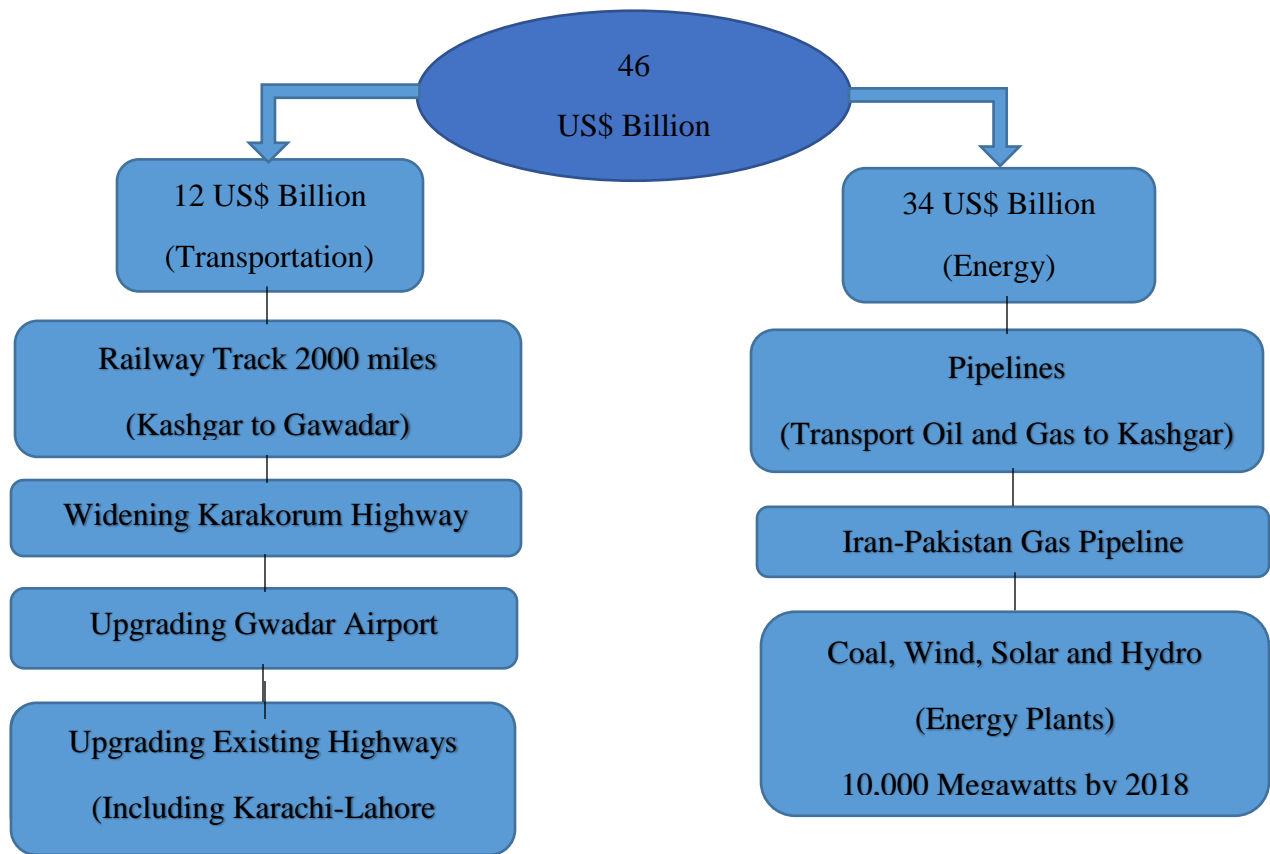 46
US$ Billion
12 US$ Billion
(Transportation)
Railway Track 2000 miles
(Kashgar to Gawadar)
Widening Karakorum Highway
Upgrading Gwadar Airport
Upgrading Existing Highways
(Including Karachi-Lahore
34 US$ Billion
(Energy)
Pipelines
(Transport Oil and Gas to Kashgar)
Iran-Pakistan Gas Pipeline
Coal, Wind, Solar and Hydro
(Energy Plants)
10,000 Megawatts by 2018